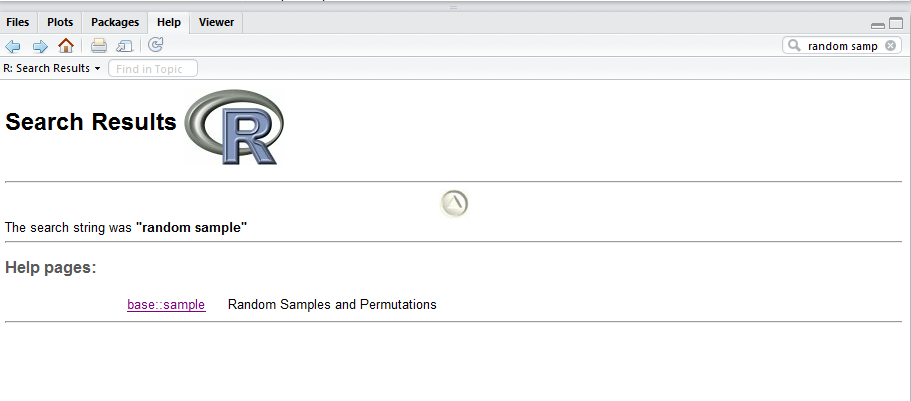 Files Plots Packages Help Viewer
random samp
R: Search Results Find in Topic
Search Results R
The search string was "random sample"
Help pages:
base::sample Random Samples and Permutations